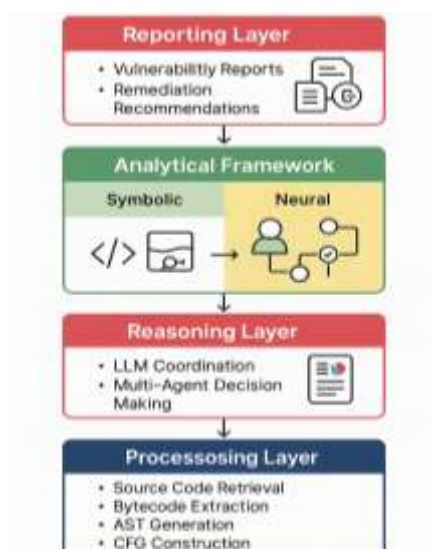 Reporting Layer
• Vulnerabilitliy Reports
• Remediation
Recommendations
Analytical Framework
Symbolic Neural
</>
Reasoning Layer
• LLM Coordination
• Multi-Agent Decision
Making
Processosing Layer
• Source Code Retrieval
• Bytecode Extraction
• AST Generation
• CFG Construction